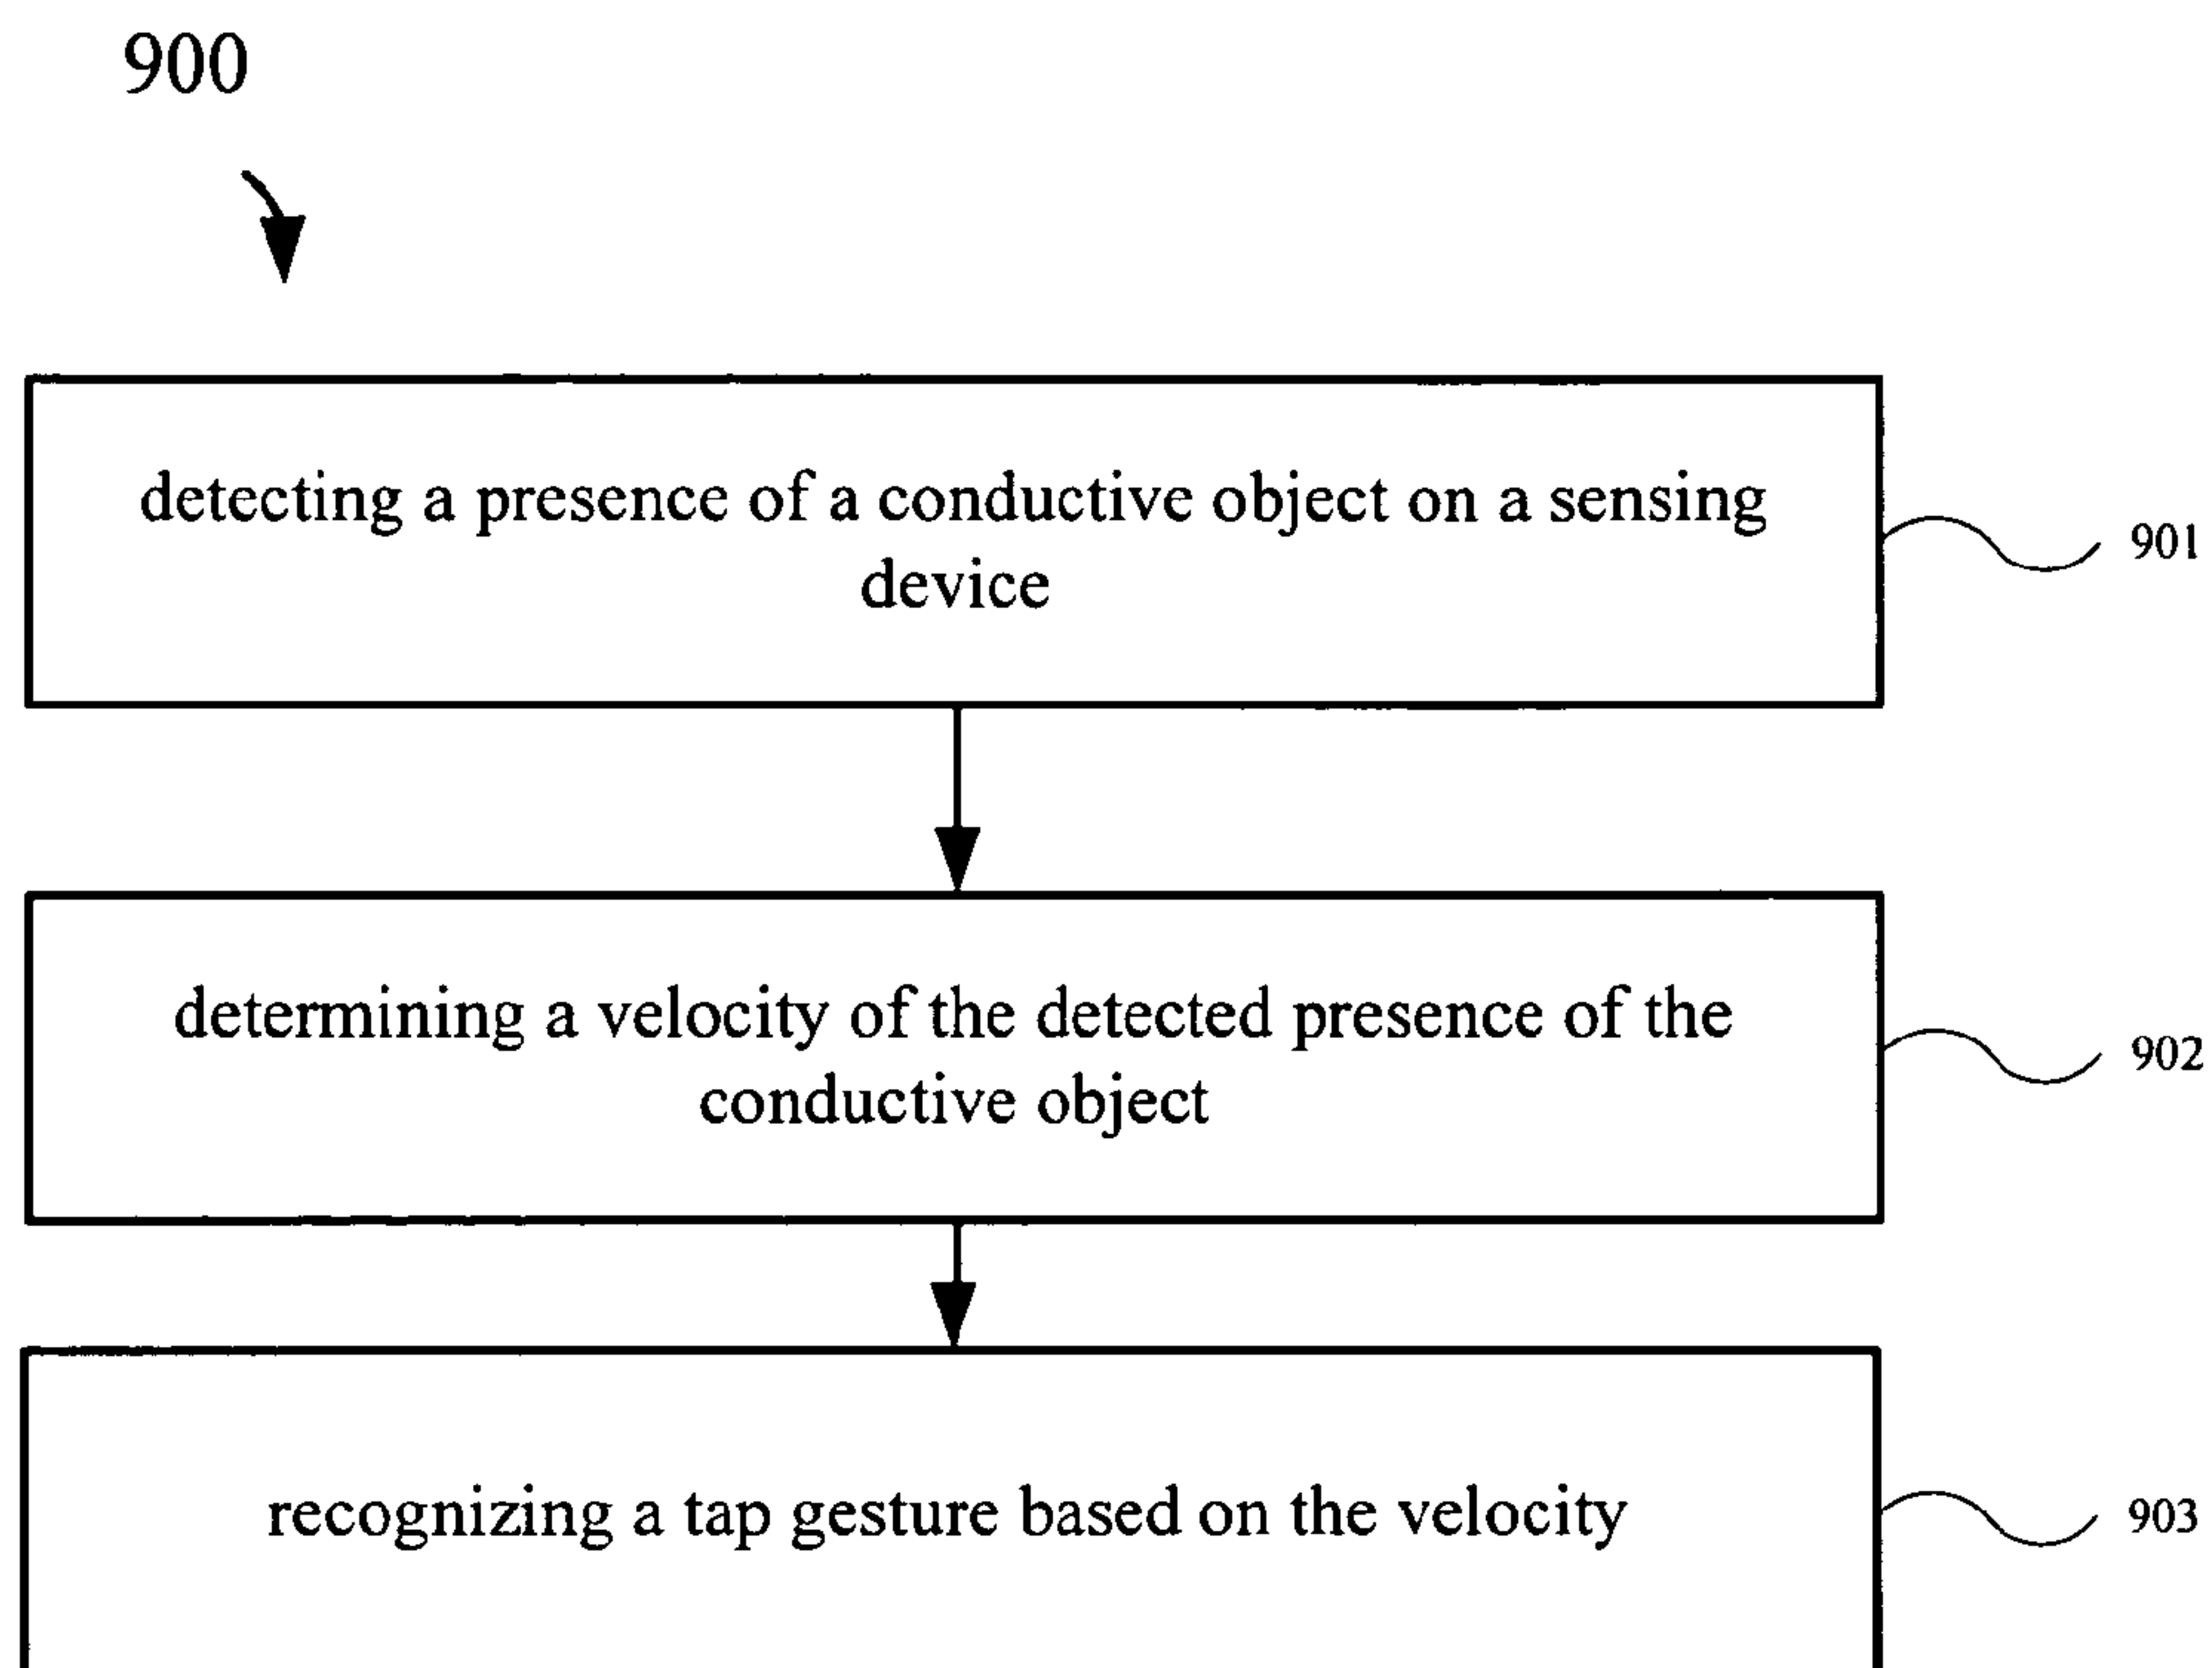 900
detecting a presence of a conductive object on a sensing
device
901
determining a velocity of the detected presence of the
conductive object
902
recognizing a tap gesture based on the velocity
903